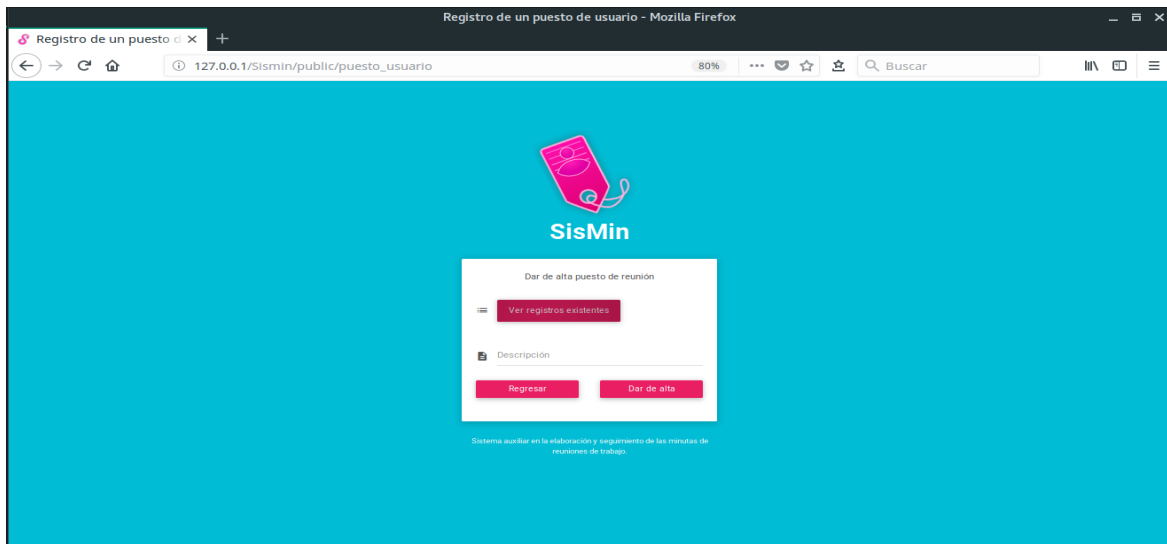 Registro de un puesto de usuario - Mozilla Firefox
Registro de un puesto d
127.0.0.1/Sismin/public/puesto_usuario
80%
Buscar
SisMin
Dar de alta puesto de reunión
Ver registros existentes
Descripción
Regresar
Dar de alta
Sistema auxiliar en la elaboración y seguimiento de las minutas de
reuniones de trabajo.